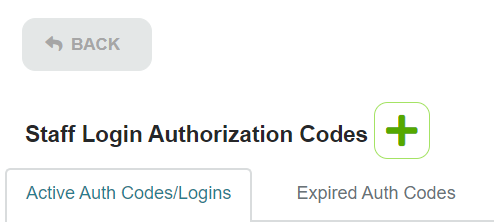 BACK
Staff Login Authorization Codes
Active Auth Codes/Logins Expired Auth Codes